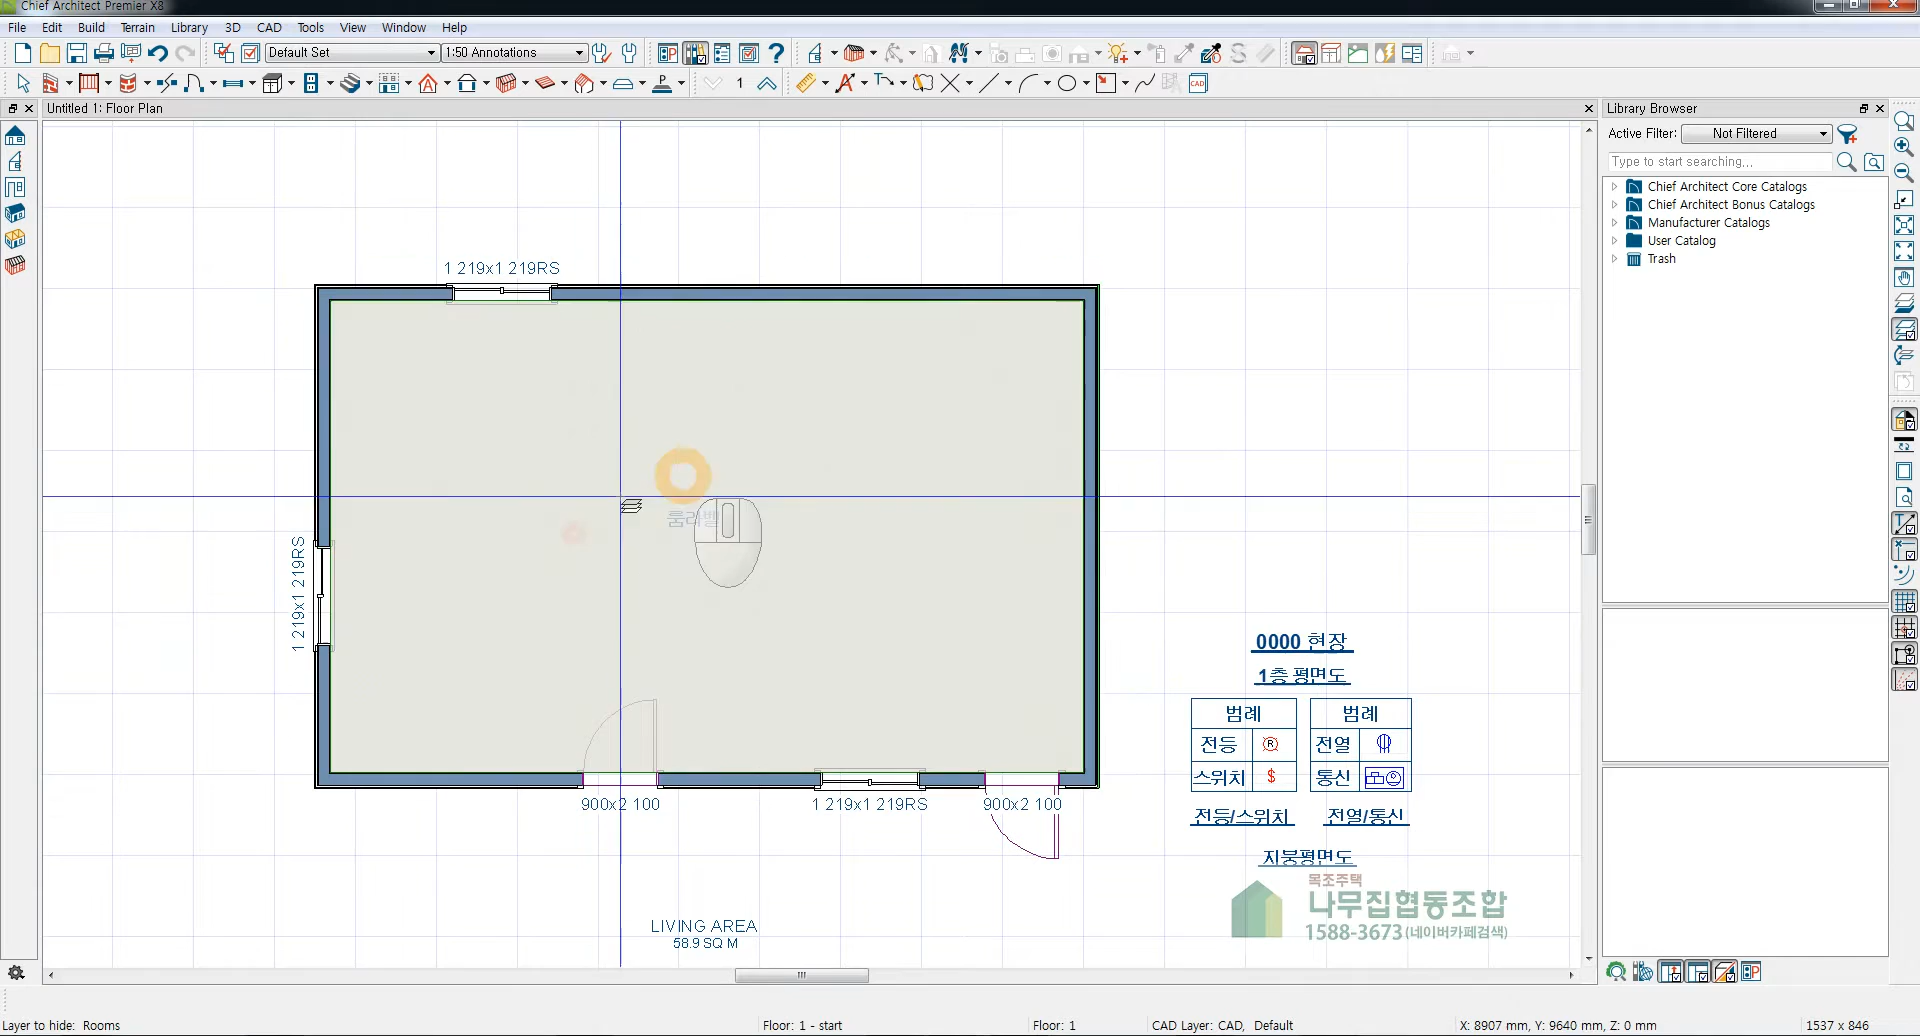 Chief Architect Premier X8
File Edit Build Terrain Library 3D CAD Tools View Window Help
Default Set 1:50 Annotations
1
CAD
Untitled 1: Floor Plan
Library Browser
Active Filter: Not Filtered
Type to start searching...
Chief Architect Core Catalogs
Chief Architect Bonus Catalogs
Manufacturer Catalogs
User Catalog
Trash
1 219x1 219RS
룸라벨
1 219x1 219RS
900x2 100
1 219x1 219RS
900x2 100
LIVING AREA
58.9 SQ M
0000 현장
1층 평면도
범례 범례
전등 R 전열
스위치 $ 통신
전등/스위치 전열/통신
지붕평면도
목조주택
나무집협동조합
1588-3673(네이버카페검색)
Layer to hide: Rooms Floor: 1 - start Floor: 1 CAD Layer: CAD, Default X: 8907 mm, Y: 9640 mm, Z: 0 mm 1537 x 846